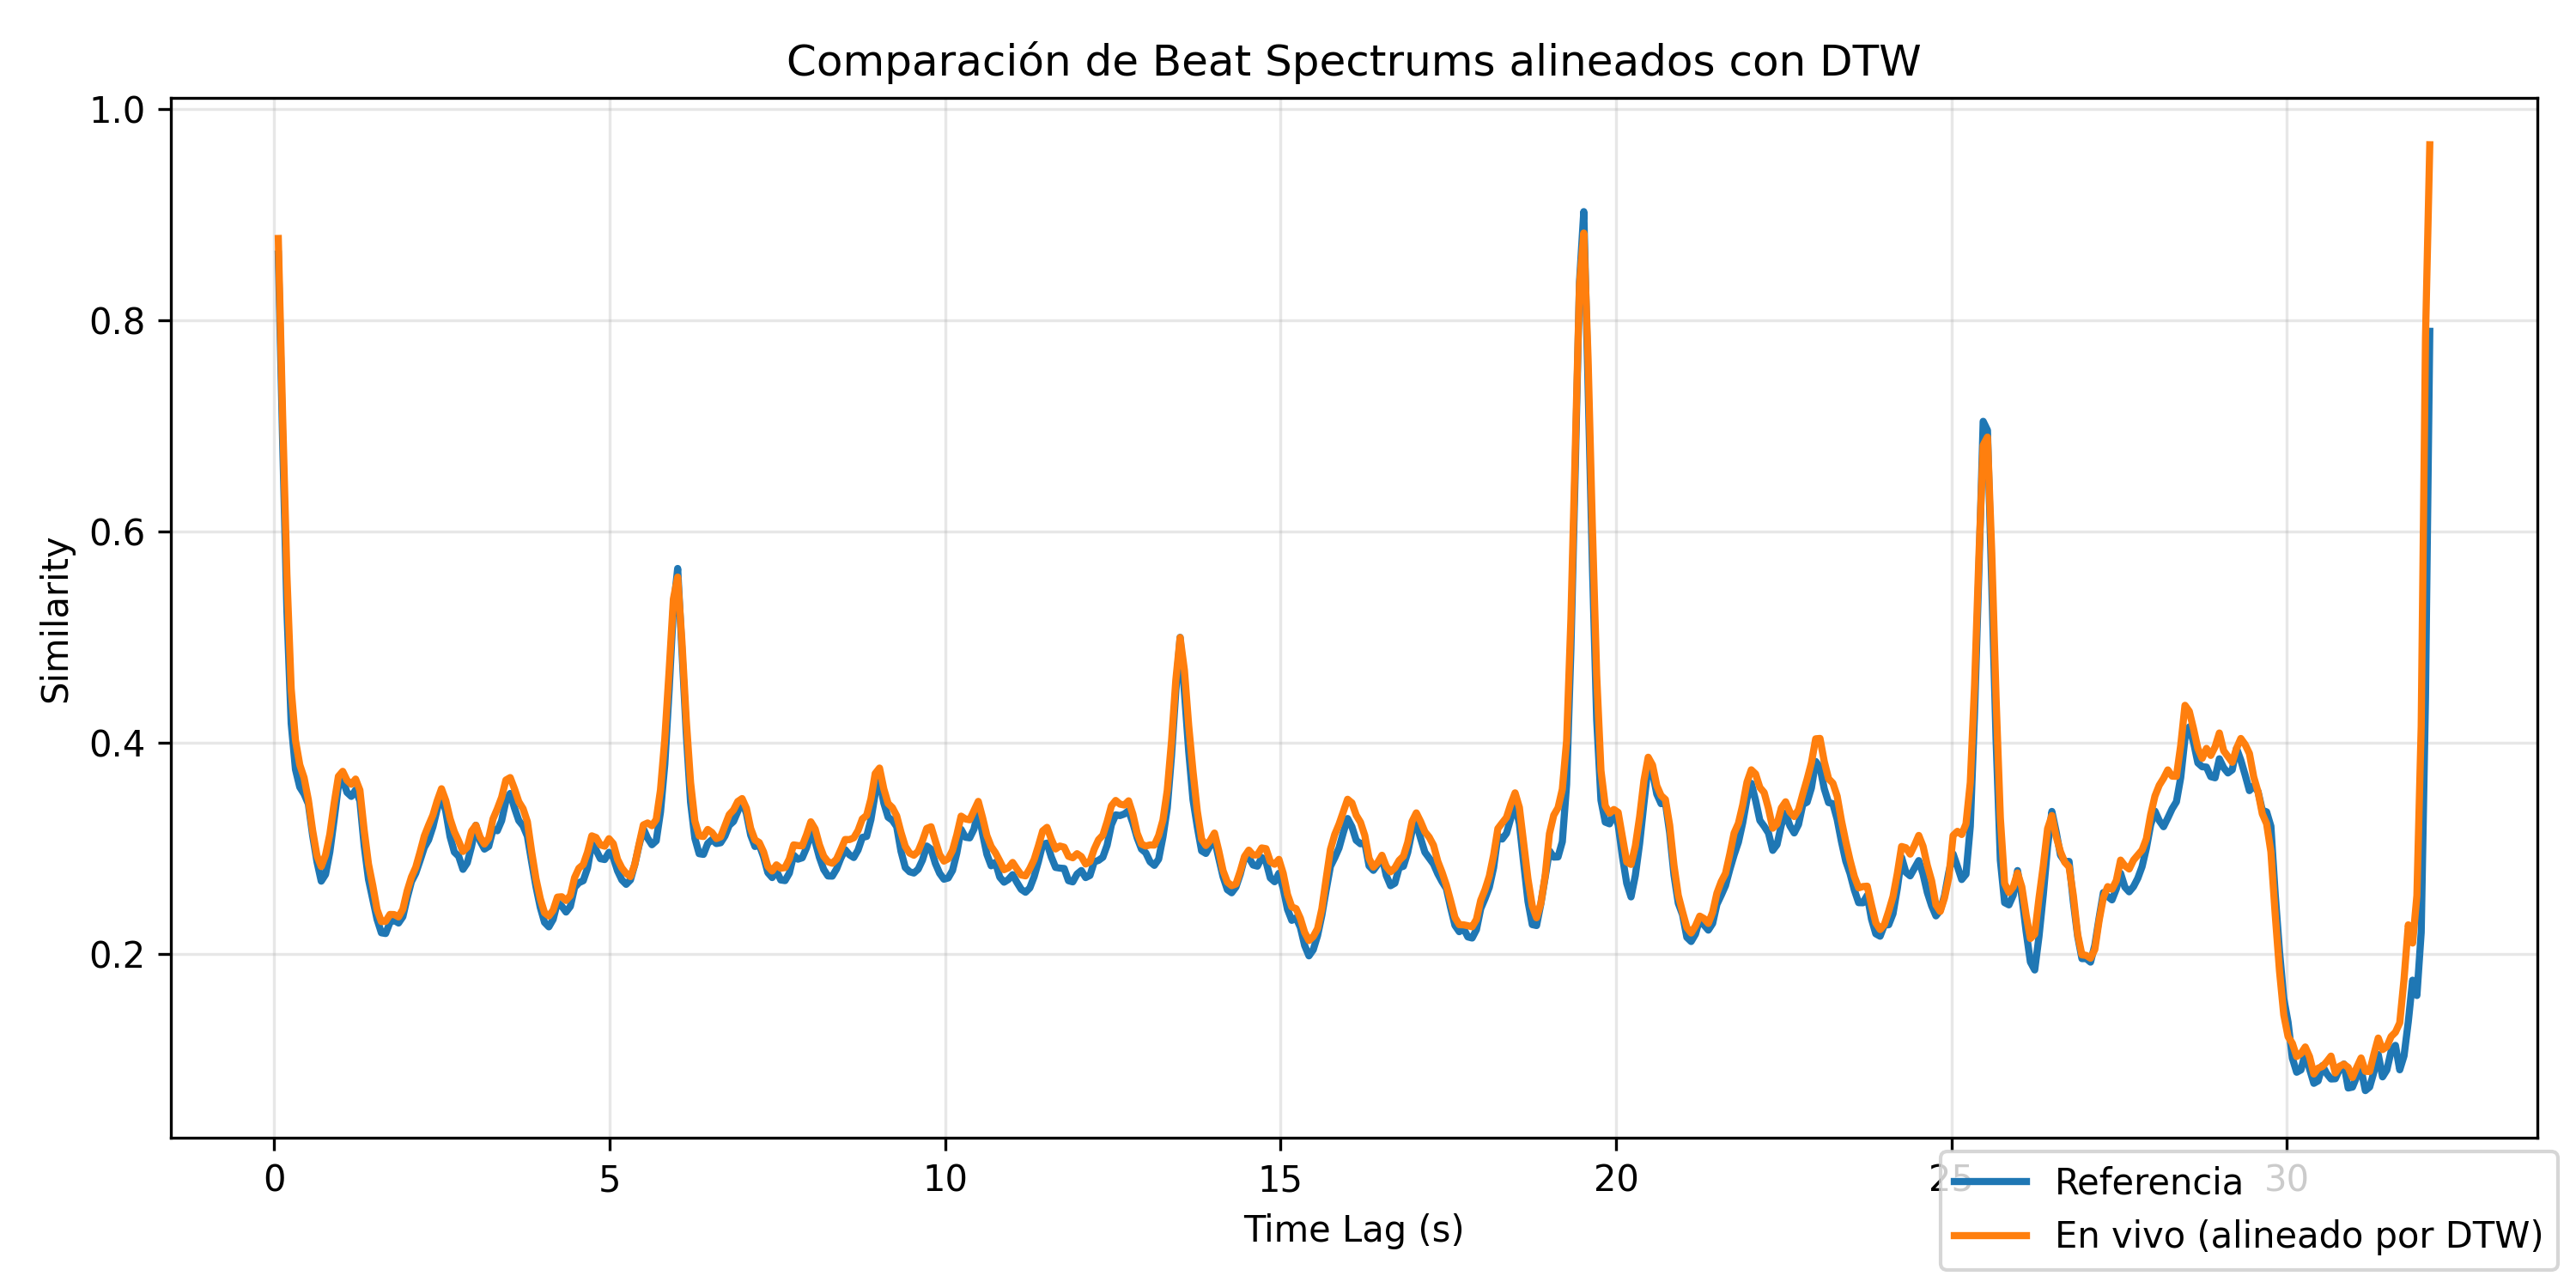 Comparación de Beat Spectrums alineados con DTW
1.0
0.8
0.6
0.4
0.2
Similarity
0 5 10 15 20 25 30
Time Lag (s)
Referencia
En vivo (alineado por DTW)